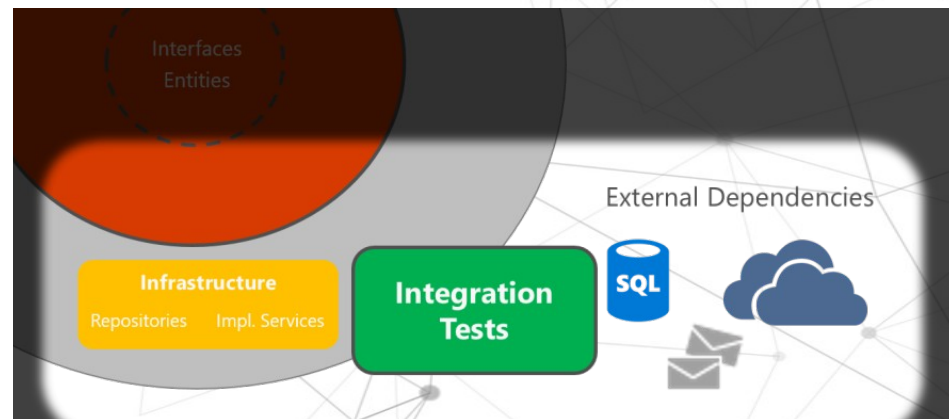 Interfaces
Entities
External Dependencies
SQL
Infrastructure
Repositories Impl. Services
Integration
Tests